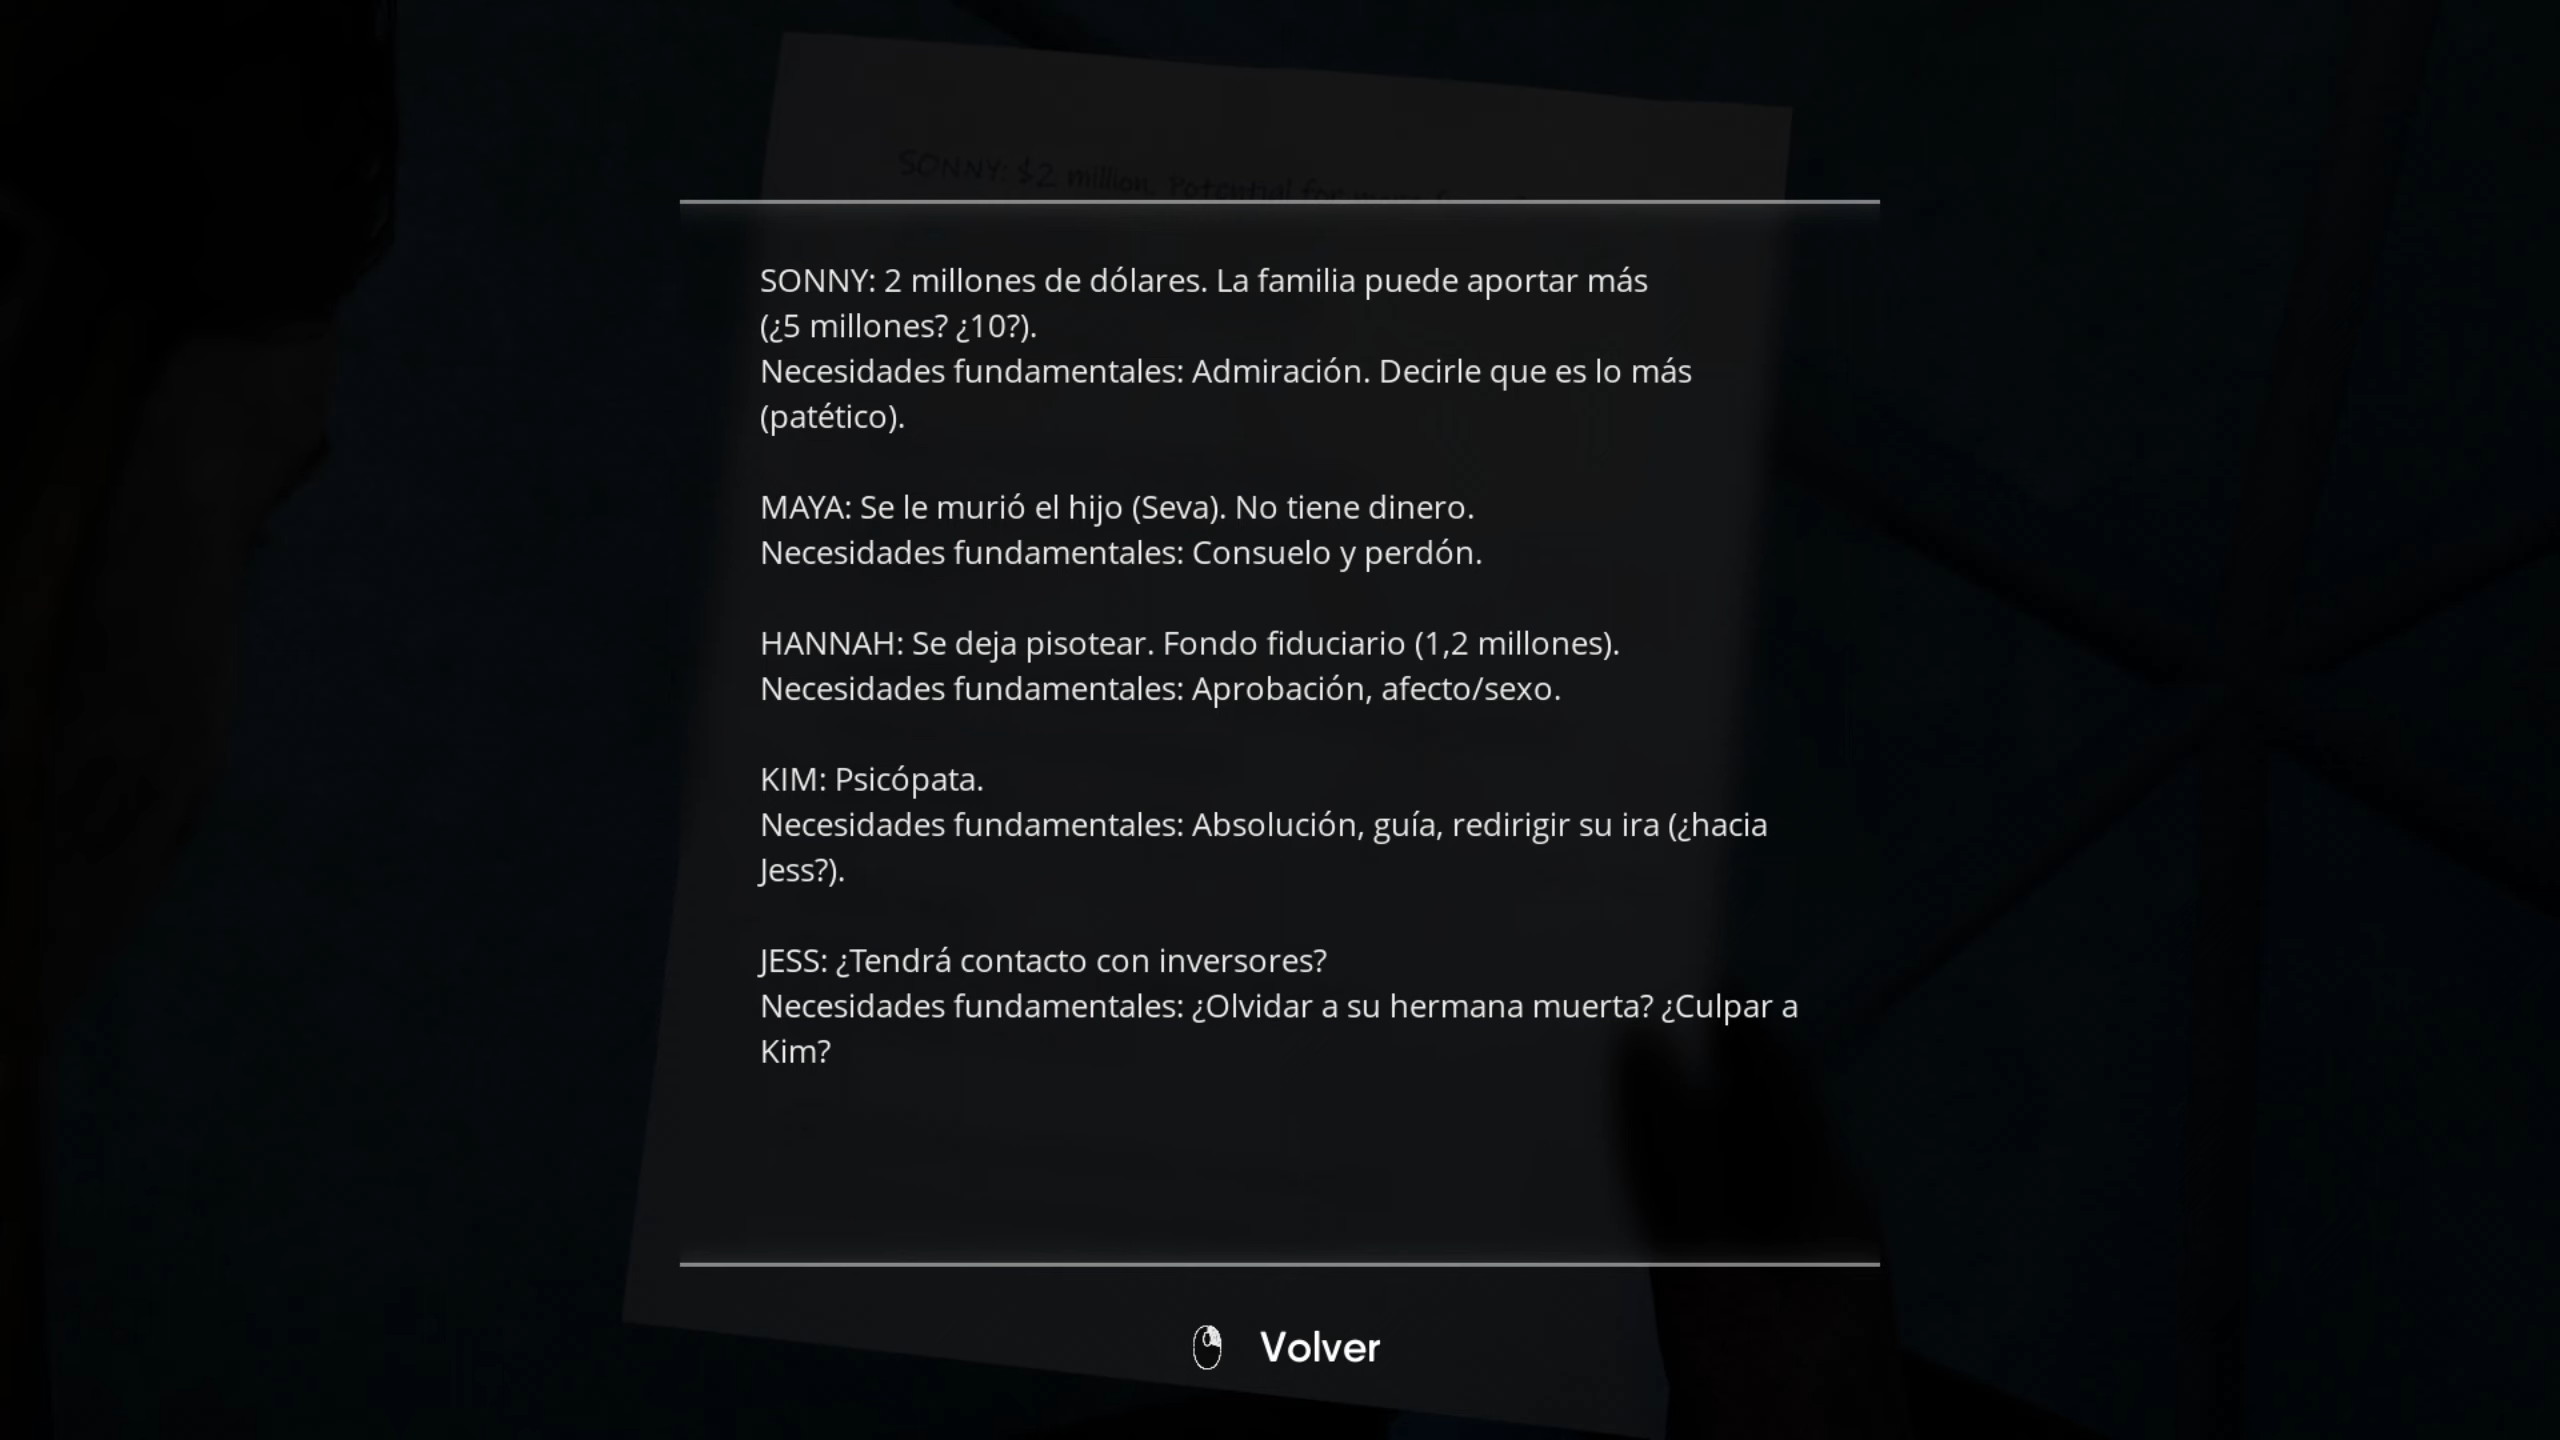 SONNY: $2 million. Potential for more
SONNY: 2 millones de dólares. La familia puede aportar más
(¿5 millones? ¿10?).
Necesidades fundamentales: Admiración. Decirle que es lo más
(patético).
MAYA: Se le murió el hijo (Seva). No tiene dinero.
Necesidades fundamentales: Consuelo y perdón.
HANNAH: Se deja pisotear. Fondo fiduciario (1,2 millones).
Necesidades fundamentales: Aprobación, afecto/sexo.
KIM: Psicópata.
Necesidades fundamentales: Absolución, guía, redirigir su ira (¿hacia
Jess?).
JESS: ¿Tendrá contacto con inversores?
Necesidades fundamentales: ¿Olvidar a su hermana muerta? ¿Culpar a
Kim?
Volver